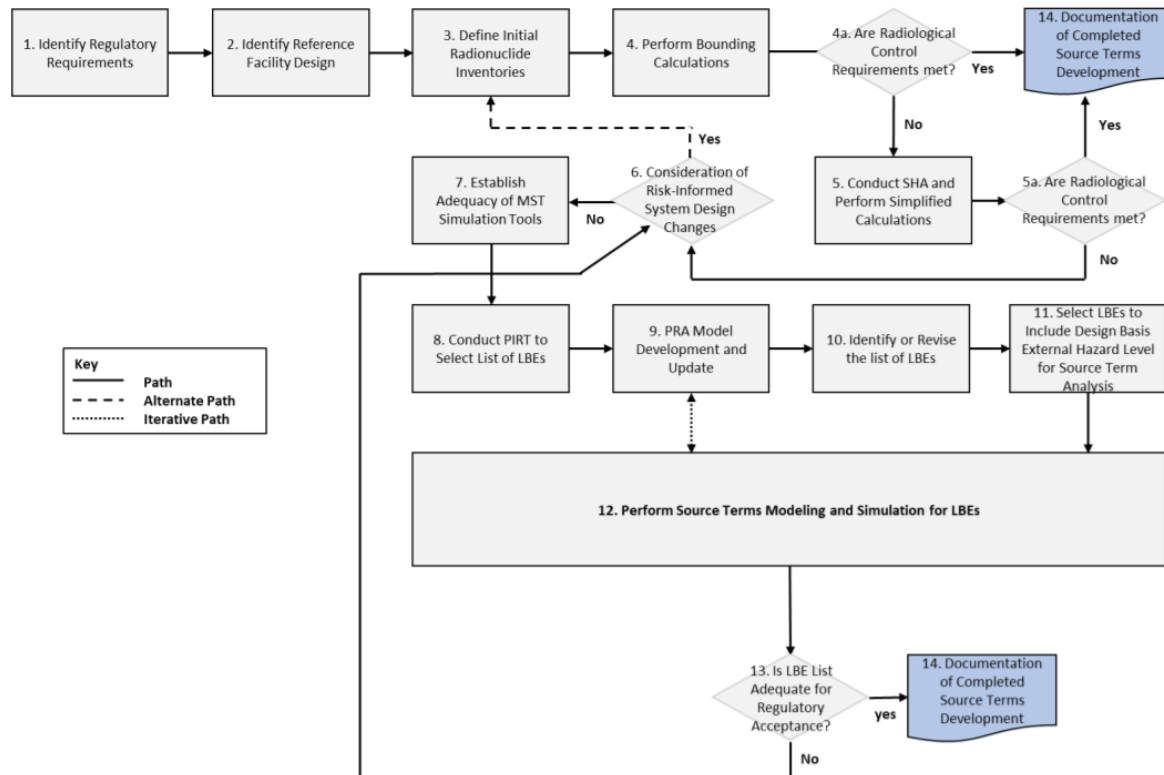 1. Identify Regulatory
Requirements
2. Identify Reference
Facility Design
3. Define Initial
Radionuclide
Inventories
4. Perform Bounding
Calculations
4a. Are Radiological
Control
Requirements met?
Yes
14. Documentation
of Completed
Source Terms
Development
No
Yes
Yes
7. Establish
Adequacy of MST
Simulation Tools
No
6. Consideration of
Risk-Informed
System Design
Changes
5. Conduct SHA and
Perform Simplified
Calculations
5a. Are Radiological
Control
Requirements met?
No
8. Conduct PIRT to
Select List of LBEs
9. PRA Model
Development and
Update
10. Identify or Revise
the list of LBEs
11. Select LBEs to
Include Design Basis
External Hazard Level
for Source Term
Analysis
Key
Path
Alternate Path
Iterative Path
12. Perform Source Terms Modeling and Simulation for LBEs
13. Is LBE List
Adequate for
Regulatory
Acceptance?
yes
14. Documentation
of Completed
Source Terms
Development
No